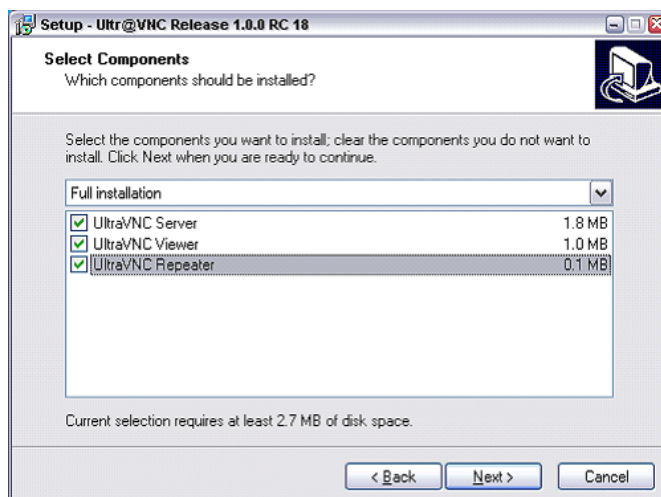 Setup - Ultr@VNC Release 1.0.0 RC 18
Select Components
Which components should be installed?
Select the components you want to install; clear the components you do not want to
install. Click Next when you are ready to continue.
Full installation
UltraVNC Server 1.8 MB
UltraVNC Viewer 1.0 MB
UltraVNC Repeater 0.1 MB
Current selection requires at least 2.7 MB of disk space.
< Back Next > Cancel